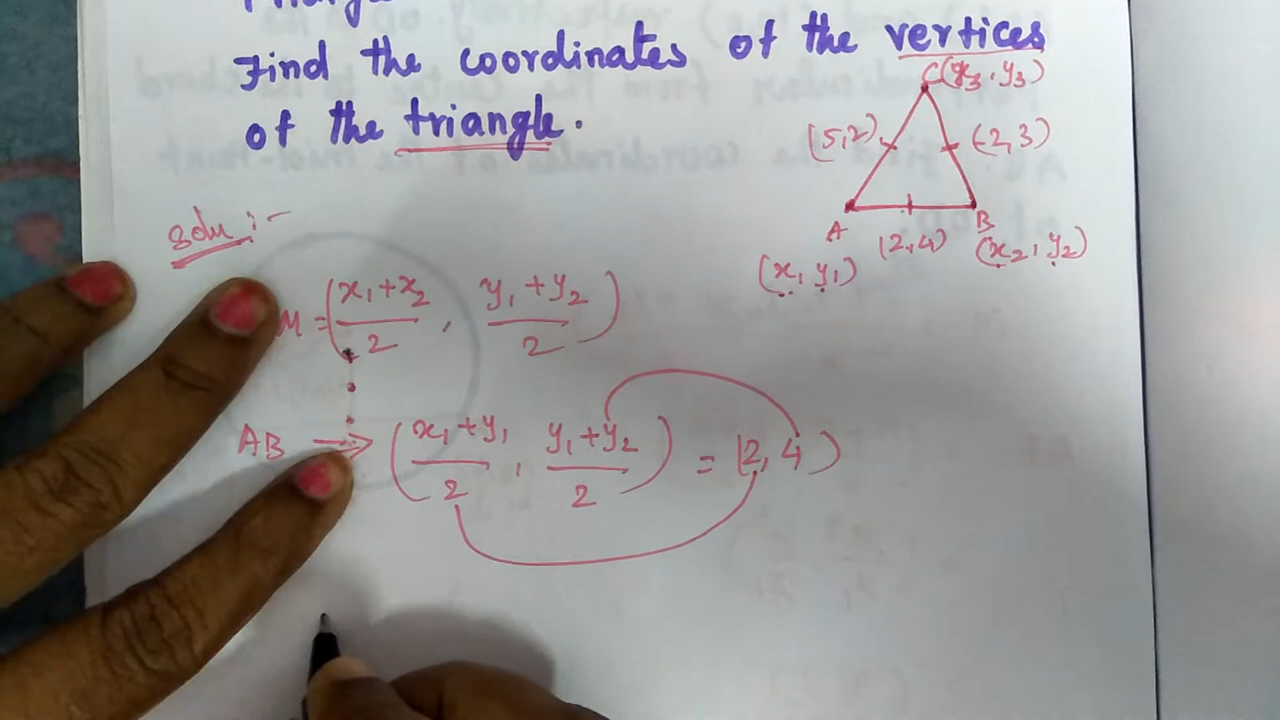 Find the coordinates of the vertices
of the triangle.
C(x₃, y₃)
(5,2)
(-2,3)
A
B
(2,4)
(x₁ y₁)
(x₂, y₂)
Solu :-
M = (x₁+x₂/2 , y₁+y₂/2)
AB ⇒ (x₁+y₁/2 , y₁+y₂/2) = (2,4)